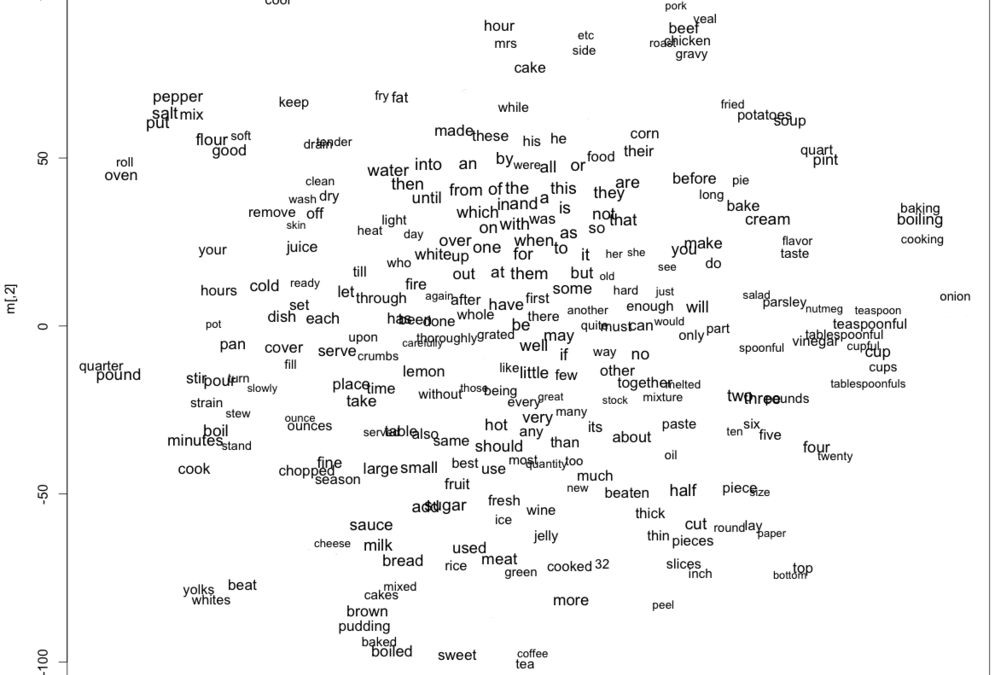 cool
pork
veal
hour
beef
mrs
etc
roast
chicken
side
gravy
cake
pepper
keep
fry
fat
while
fried
salt
mix
potatoes
put
soup
flour
soft
made
these
his
he
corn
good
drain
tender
food
their
quart
pint
roll
oven
50
water
into
an
by
were
all
or
clean
then
are
before
pie
wash
dry
until
from
of
the
this
they
long
remove
off
which
in
and
a
is
not
that
bake
cream
baking
boiling
skin
heat
light
day
on
with
was
as
so
your
juice
over
one
when
to
you
make
flavor
taste
cooking
who
white
up
for
it
her
she
see
do
till
out
at
them
but
old
hours
cold
ready
let
through
fire
again
after
have
first
some
hard
just
enough
will
salad
parsley
nutmeg
teaspoon
onion
set
dish
each
has
been
done
whole
there
another
m[,2]
0
pot
be
quite
must
can
would
only
part
teaspoonful
tablespoonful
pan
cover
upon
carefully
thoroughly
grated
may
well
spoonful
vinegar
cupful
cup
serve
crumbs
if
way
no
quarter
pound
fill
lemon
like
little
few
other
cups
stir
pour
turn
slowly
place
time
without
those
being
together
melted
tablespoonfuls
strain
take
every
great
stock
mixture
two
three
pounds
stew
ounce
ounces
very
many
boil
minutes
stand
served
table
also
same
hot
any
its
paste
ten
six
five
should
than
about
four
twenty
cook
chopped
fine
season
large
small
best
use
most
quantity
too
oil
fruit
much
-50
new
beaten
half
piece
size
add
sugar
fresh
wine
thick
sauce
ice
cut
round
lay
paper
cheese
milk
jelly
thin
pieces
bread
used
rice
meat
green
cooked
32
slices
inch
top
bottom
yolks
whites
beat
mixed
cakes
brown
more
peel
pudding
baked
boiled
sweet
coffee
tea
-100